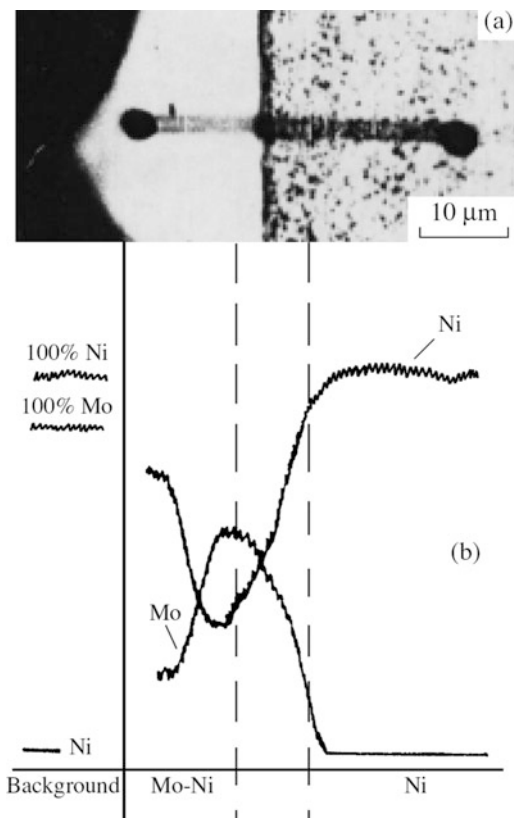 (a)
10 μm
Ni
100% Ni
100% Mo
(b)
Mo
Ni
Background Mo-Ni Ni